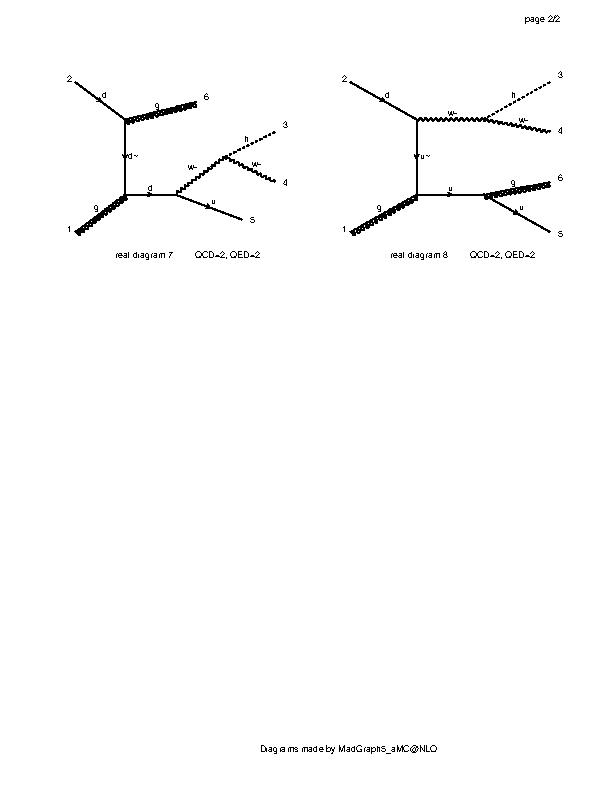 page 2/2
2
d
g
6
d~
h
3
w-
w-
4
d
u
5
g
1
real diagram 7 QCD=2, QED=2
2
d
h
3
w-
w-
4
u~
g
6
u
u
5
g
1
real diagram 8 QCD=2, QED=2
Diagrams made by MadGraph5_aMC@NLO